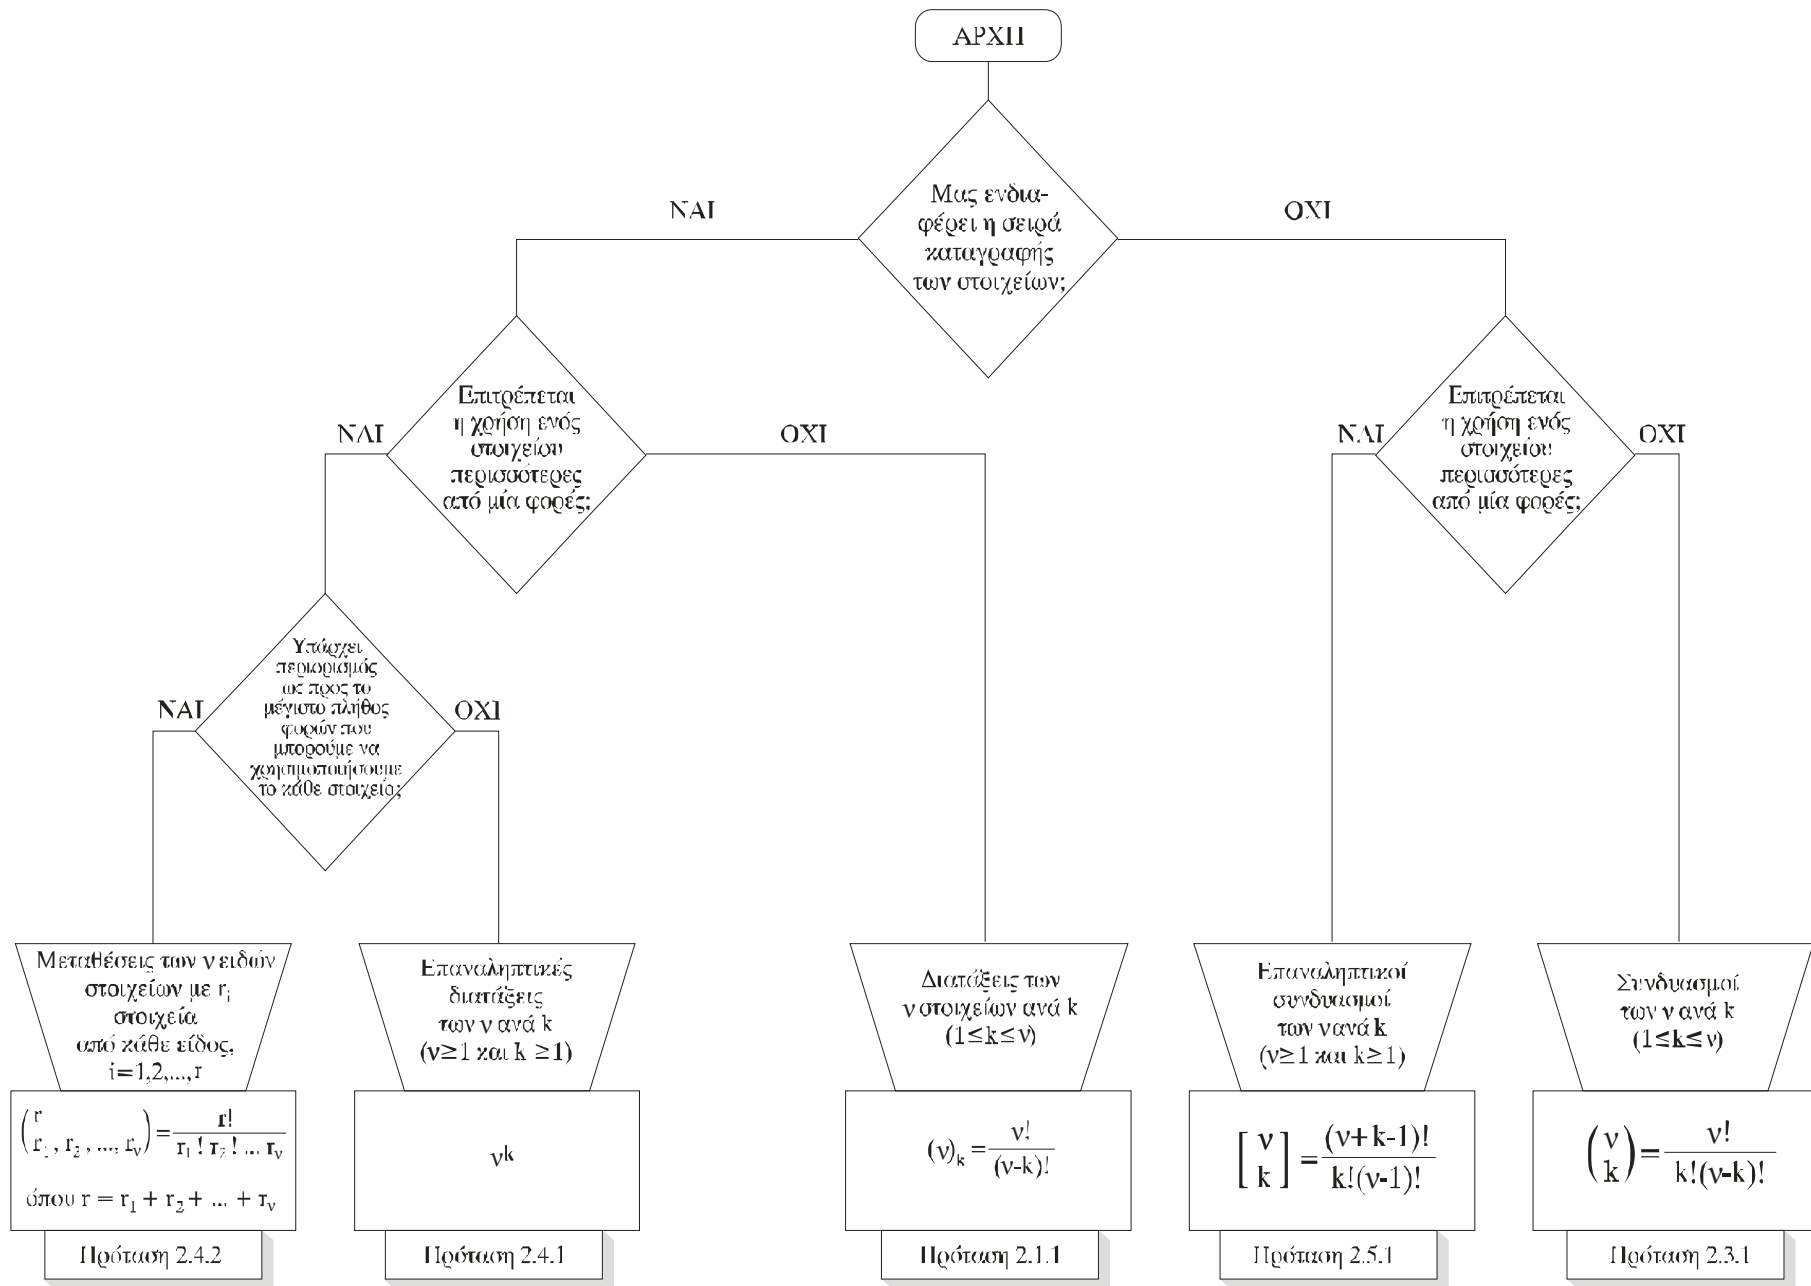 ΑΡΧΗ
Μας ενδια-
φέρει η σειρά
καταγραφής
των στοιχείων;
ΝΑΙ
ΟΧΙ
Επιτρέπεται
η χρήση ενός
στοιχείου
περισσότερες
από μία φορές;
ΝΑΙ
ΟΧΙ
Επιτρέπεται
η χρήση ενός
στοιχείου
περισσότερες
από μία φορές;
ΝΑΙ
ΟΧΙ
Υπάρχει
περιορισμός
ως προς το
μέγιστο πλήθος
φορών που
μπορούμε να
χρησιμοποιήσουμε
το κάθε στοιχείο;
ΝΑΙ
ΟΧΙ
Μεταθέσεις των ν ειδών
στοιχείων με r_i
στοιχεία
από κάθε είδος,
i=1,2,...,r
(r / r_1, r_2, ..., r_ν) = r! / r_1! r_2! ... r_ν
όπου r = r_1 + r_2 + ... + r_ν
Πρόταση 2.4.2
Επαναληπτικές
διατάξεις
των ν ανά k
(ν≥1 και k ≥1)
ν^k
Πρόταση 2.4.1
Διατάξεις των
ν στοιχείων ανά k
(1≤k≤ν)
(ν)_k = ν! / (ν-k)!
Πρόταση 2.1.1
Επαναληπτικοί
συνδυασμοί
των ν ανά k
(ν≥1 και k≥1)
[ν / k] = (ν+k-1)! / k!(ν-1)!
Πρόταση 2.5.1
Συνδυασμοί
των ν ανά k
(1≤k≤ν)
(ν / k) = ν! / k!(ν-k)!
Πρόταση 2.3.1